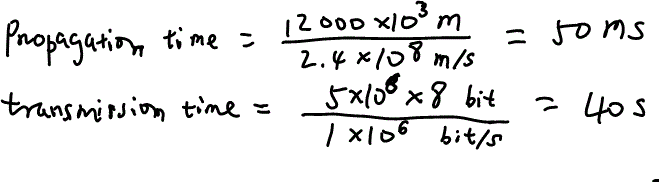 Propagation time = 12000 ×10³ m / 2.4 ×10⁸ m/s = 50 ms
transmission time = 5×10⁶ × 8 bit / 1 ×10⁶ bit/s = 40 s